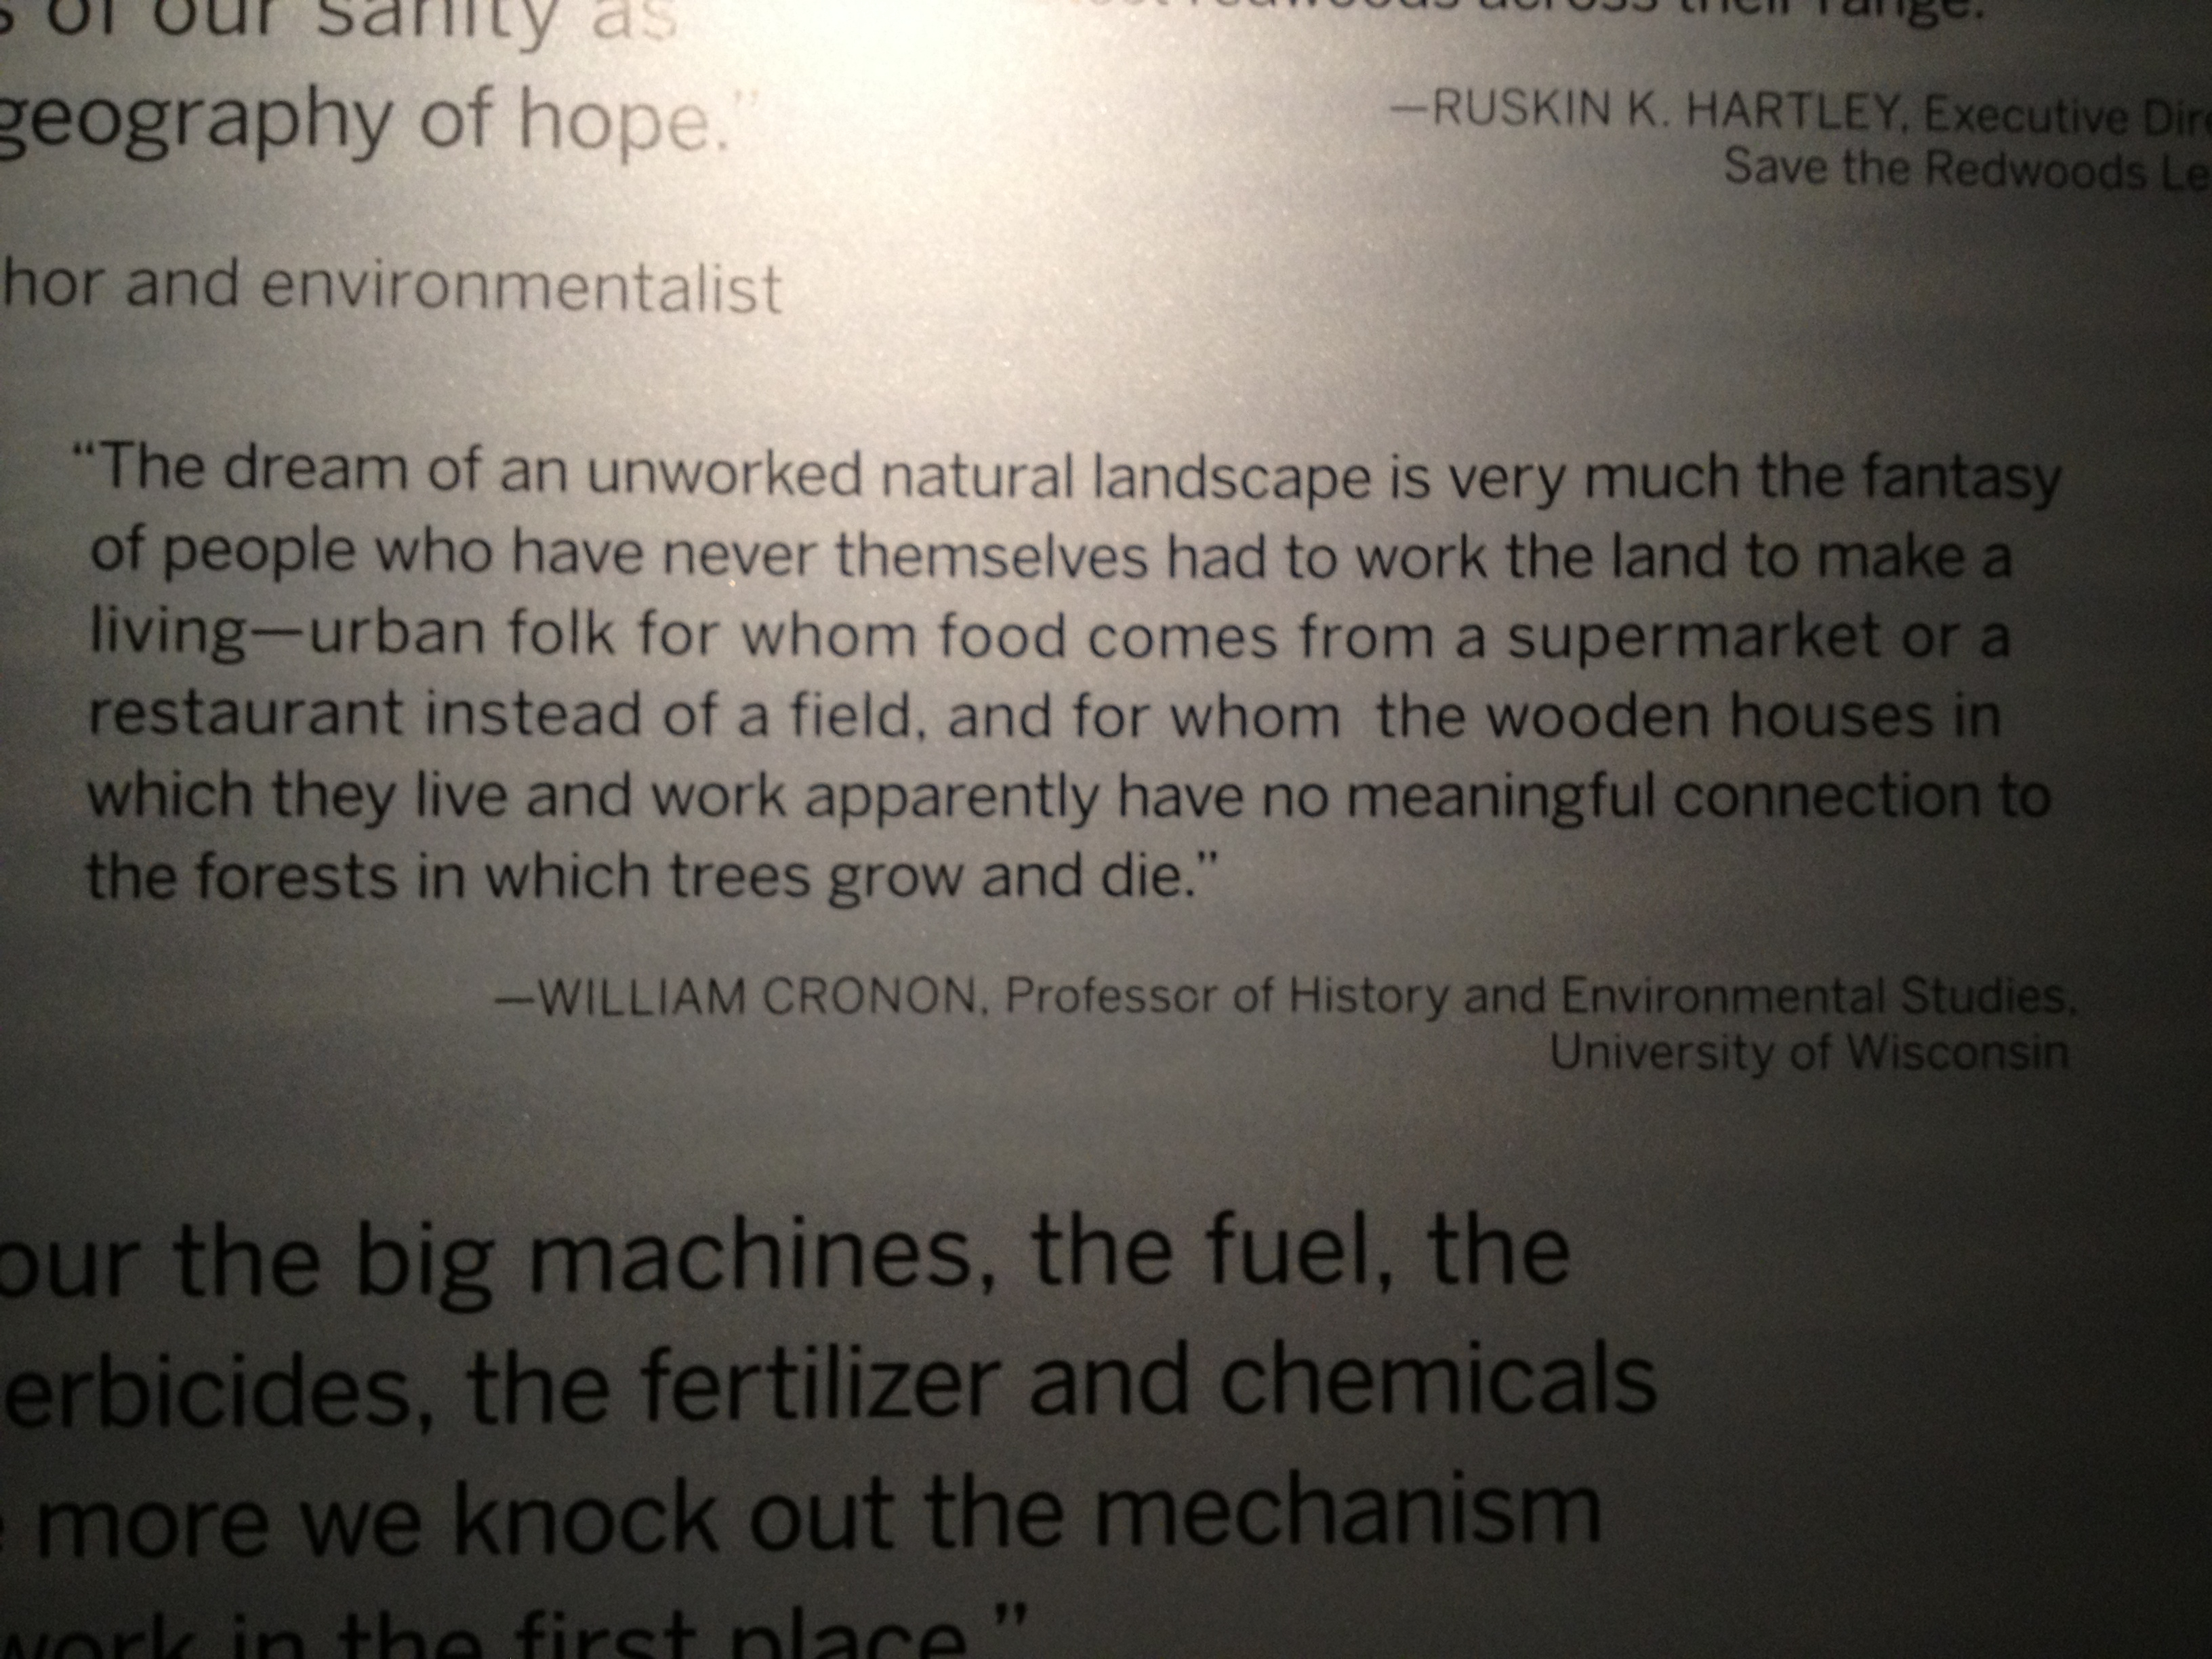 of our sanity as
geography of hope."
redwoods across their range.
—RUSKIN K. HARTLEY, Executive
Save the Redwoods
and environmentalist
“The dream of an unworked natural landscape is very much the fantasy
of people who have never themselves had to work the land to make a
living—urban folk for whom food comes from a supermarket or a
restaurant instead of a field, and for whom  the wooden houses in
which they live and work apparently have no meaningful connection to
the forests in which trees grow and die.”
—WILLIAM CRONON, Professor of History and Environmental Studies,
University of Wisconsin
our the big machines, the fuel, the
erbicides, the fertilizer and chemicals
more we knock out the mechanism
work in the first place.”